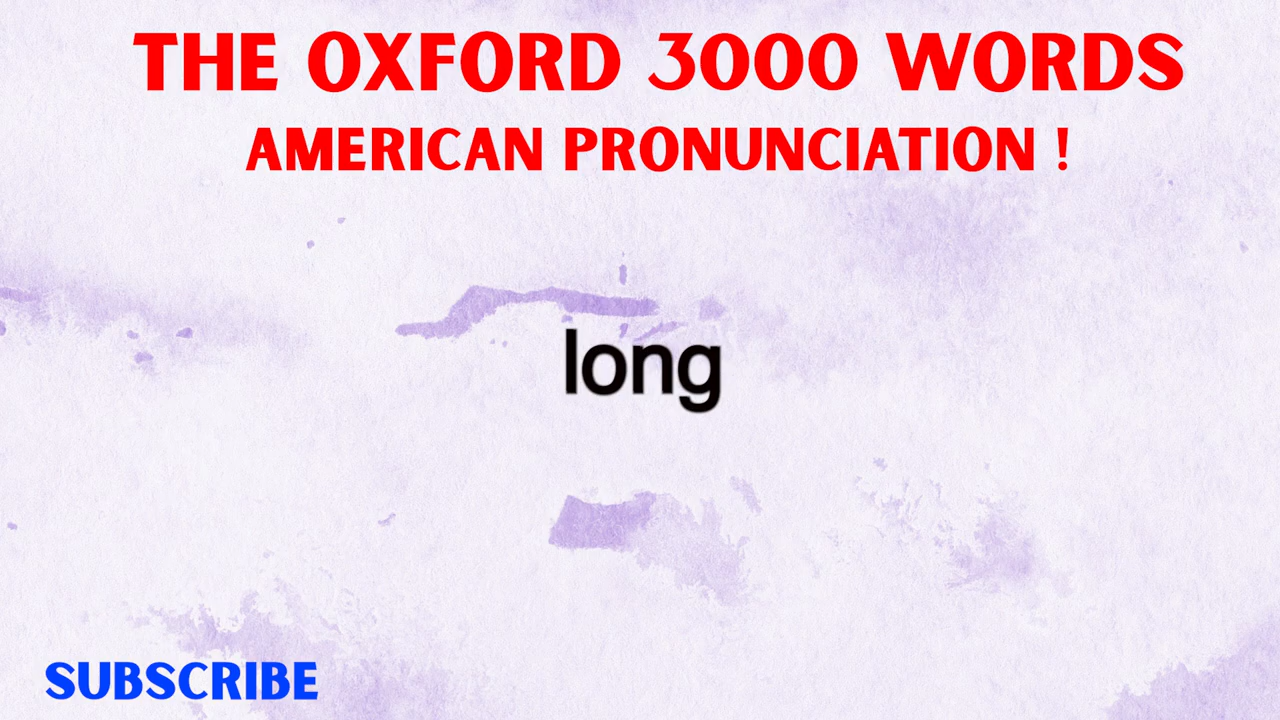 THE OXFORD 3000 WORDS
AMERICAN PRONUNCIATION !
long
SUBSCRIBE